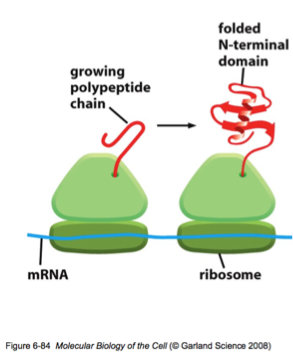 folded
N-terminal
domain
growing
polypeptide
chain
mRNA
ribosome
Figure 6-84 Molecular Biology of the Cell (© Garland Science 2008)